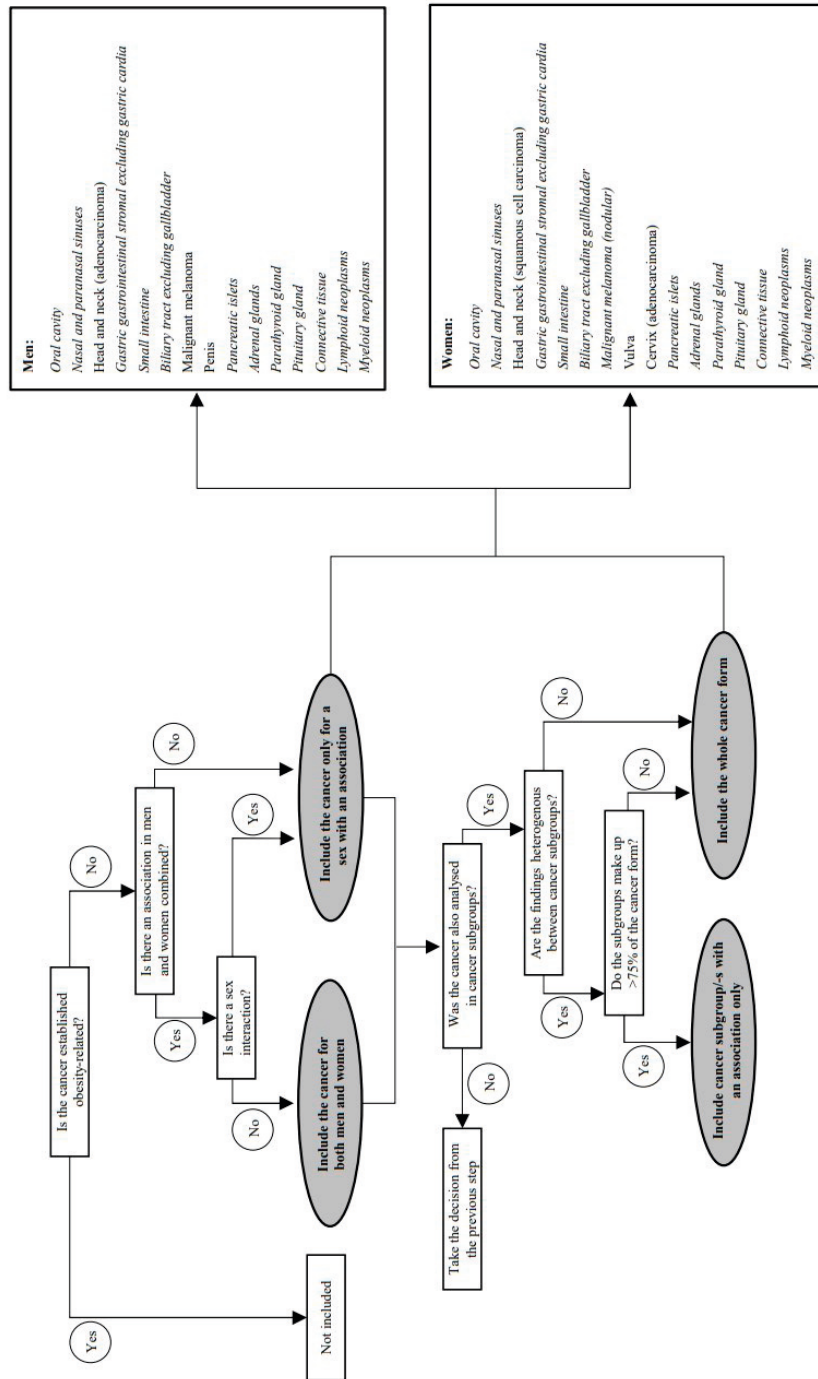 Is the cancer established
obesity-related?
Yes
No
Not included
Is there an association in men
and women combined?
Yes
No
Is there a sex
interaction?
No
Yes
Include the cancer for
both men and women
Include the cancer only for a
sex with an association
Was the cancer also analysed
in cancer subgroups?
No
Yes
Take the decision from
the previous step
Are the findings heterogenous
between cancer subgroups?
Yes
No
Do the subgroups make up
>75% of the cancer form?
Yes
No
Include cancer subgroup/-s with
an association only
Include the whole cancer form
Men:
Oral cavity
Nasal and paranasal sinuses
Head and neck (adenocarcinoma)
Gastric gastrointestinal stromal excluding gastric cardia
Small intestine
Biliary tract excluding gallbladder
Malignant melanoma
Penis
Pancreatic islets
Adrenal glands
Parathyroid gland
Pituitary gland
Connective tissue
Lymphoid neoplasms
Myeloid neoplasms
Women:
Oral cavity
Nasal and paranasal sinuses
Head and neck (squamous cell carcinoma)
Gastric gastrointestinal stromal excluding gastric cardia
Small intestine
Biliary tract excluding gallbladder
Malignant melanoma (nodular)
Vulva
Cervix (adenocarcinoma)
Pancreatic islets
Adrenal glands
Parathyroid gland
Pituitary gland
Connective tissue
Lymphoid neoplasms
Myeloid neoplasms